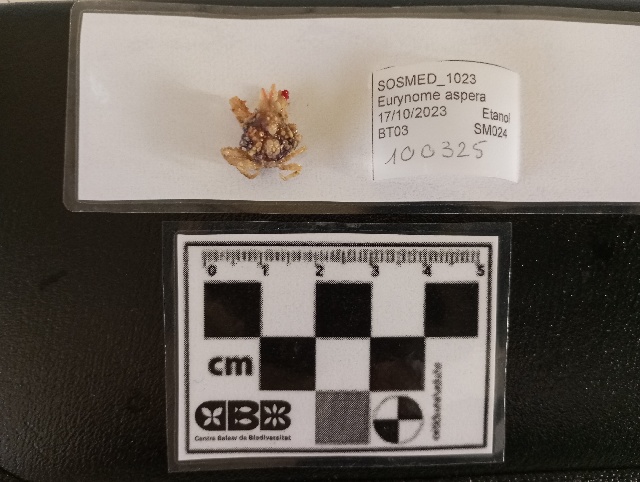 SOSMED_1023
Eurynome aspera
17/10/2023 Etanol
BT03 SM024
100325
0 1 2 3 4 5
cm
CBB
Centre Balear de Biodiversitat